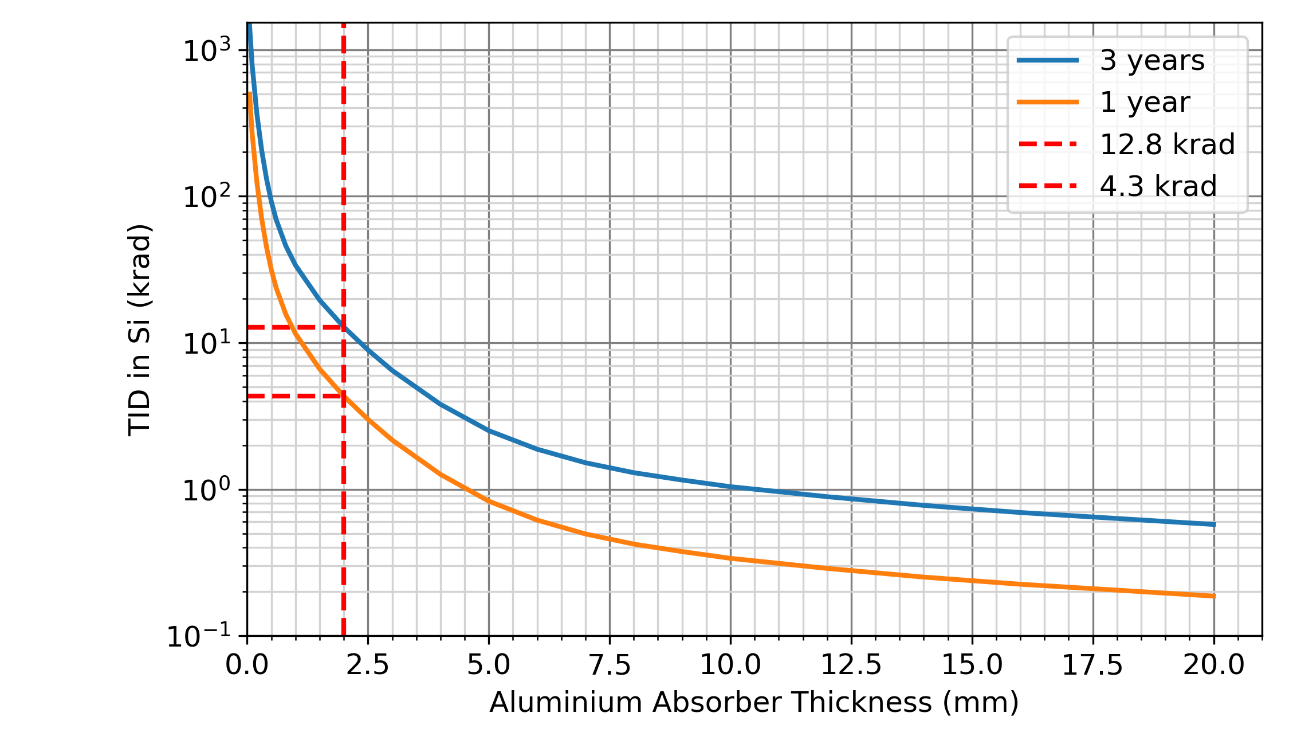 10³
10²
10¹
10⁰
10⁻¹
TID in Si (krad)
3 years
1 year
12.8 krad
4.3 krad
0.0 2.5 5.0 7.5 10.0 12.5 15.0 17.5 20.0
Aluminium Absorber Thickness (mm)